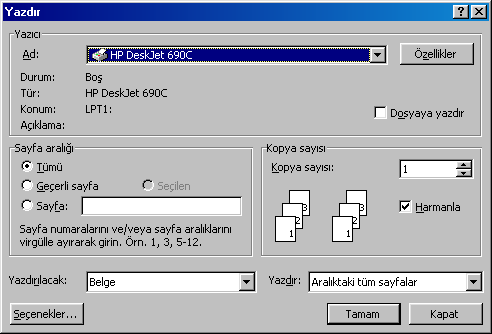 Yazdır
Yazıcı
Ad: HP DeskJet 690C Özellikler
Durum: Boş
Tür: HP DeskJet 690C
Konum: LPT1:
Açıklama: Dosyaya yazdır
Sayfa aralığı
Tümü
Geçerli sayfa Seçilen
Sayfa:
Sayfa numaralarını ve/veya sayfa aralıklarını
virgülle ayırarak girin. Örn. 1, 3, 5-12.
Kopya sayısı
Kopya sayısı: 1
3 3
2 2
1 1
Harmanla
Yazdırılacak: Belge Yazdır: Aralıktaki tüm sayfalar
Seçenekler... Tamam Kapat